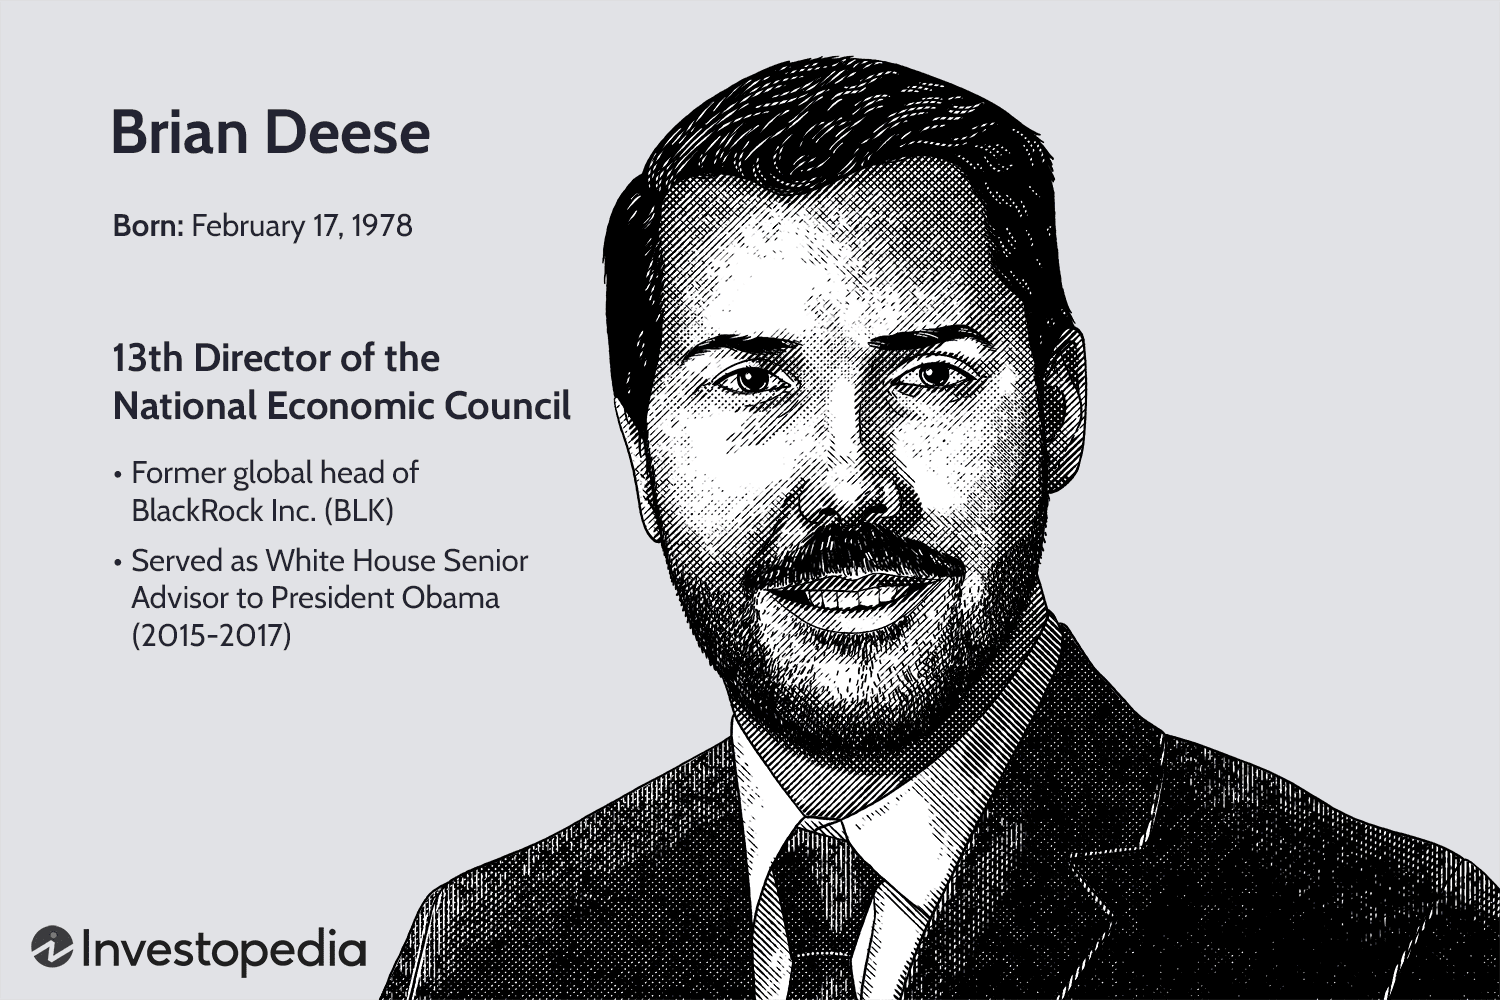 Brian Deese
Born: February 17, 1978
13th Director of the
National Economic Council
• Former global head of
BlackRock Inc. (BLK)
• Served as White House Senior
Advisor to President Obama
(2015-2017)
Investopedia